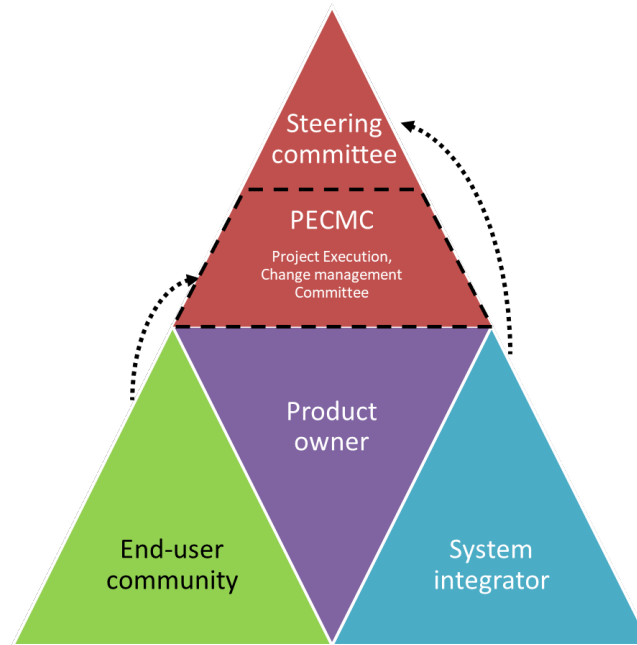 Steering
committee
PECMC
Project Execution,
Change management
Committee
Product
owner
End-user
community
System
integrator